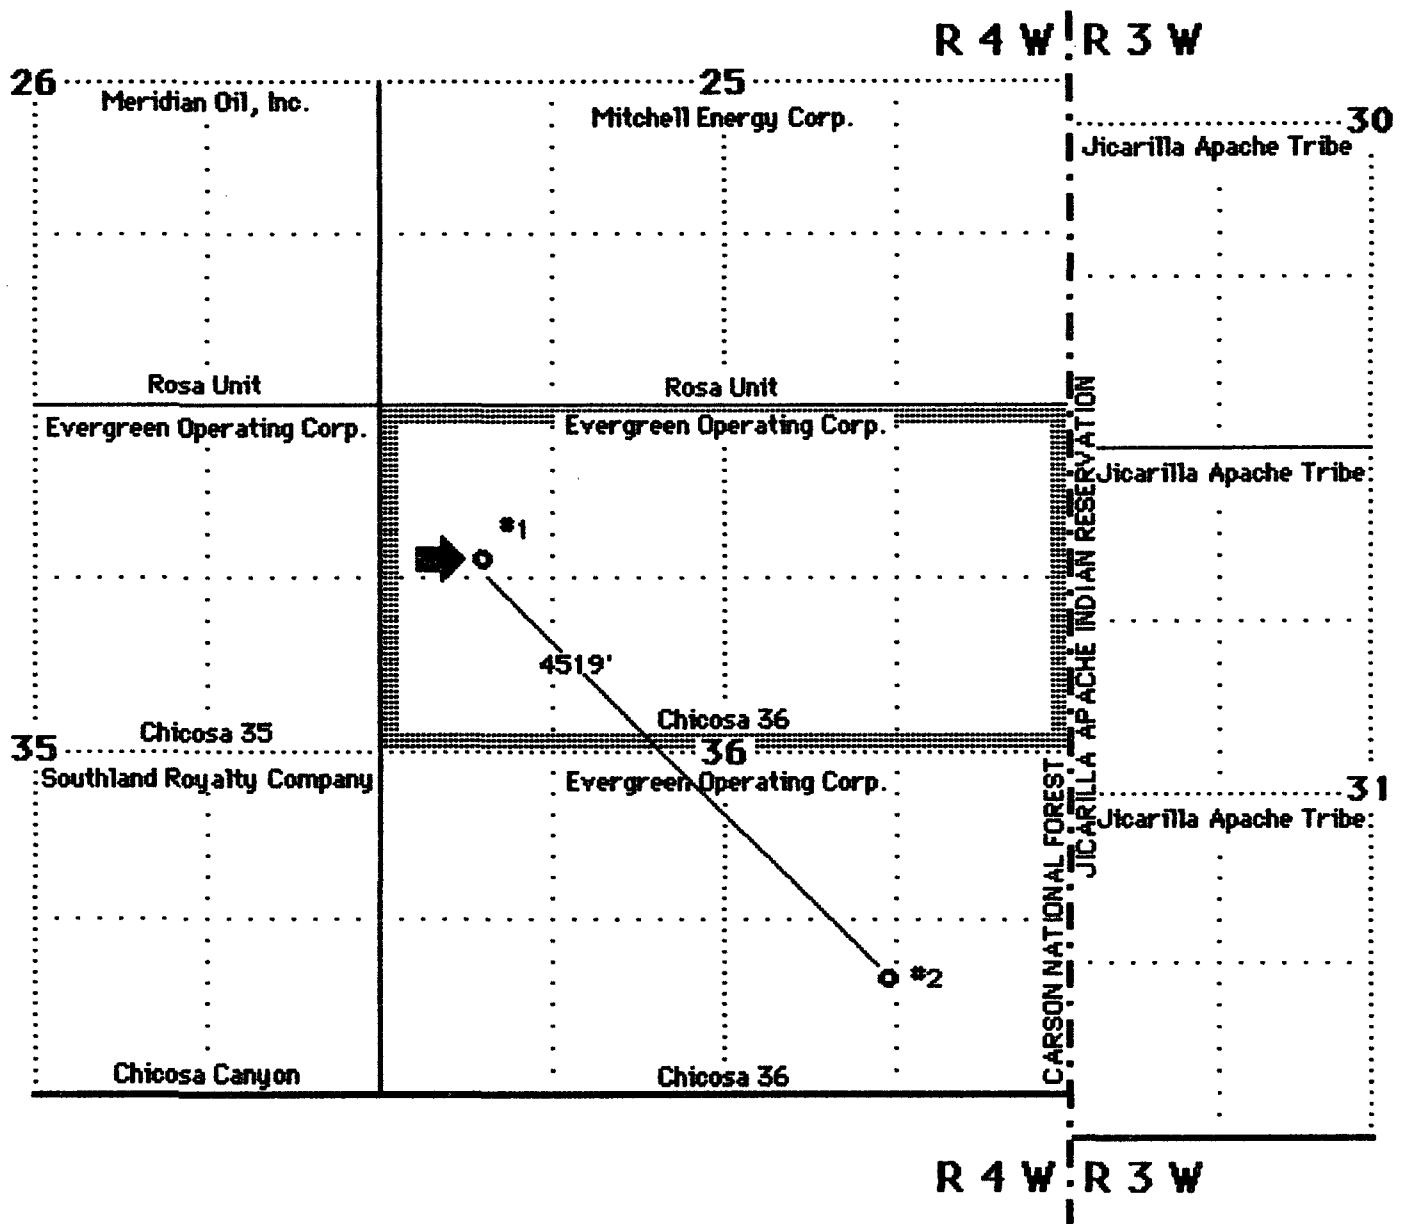 R 4 W R 3 W
26 25
Meridian Oil, Inc.
Mitchell Energy Corp.
30
Jicarilla Apache Tribe
Rosa Unit Rosa Unit
Evergreen Operating Corp. Evergreen Operating Corp.
Jicarilla Apache Tribe
#1
4519'
Chicosa 35 Chicosa 36
35 36
Southland Royalty Company Evergreen Operating Corp.
31
Jicarilla Apache Tribe
CARSON NATIONAL FOREST
JICARILLA APACHE INDIAN RESERVATION
#2
Chicosa Canyon Chicosa 36
R 4 W R 3 W